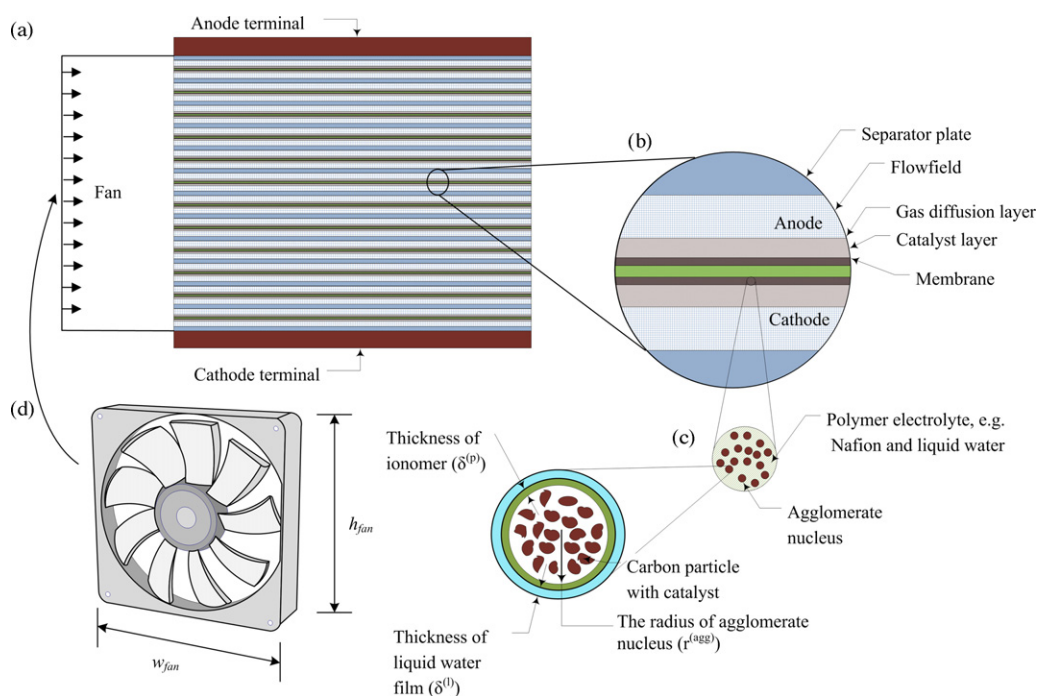 (a)
Anode terminal
Fan
Cathode terminal
(b)
Separator plate
Flowfield
Gas diffusion layer
Catalyst layer
Membrane
Anode
Cathode
(c)
Polymer electrolyte, e.g.
Nafion and liquid water
Agglomerate
nucleus
Thickness of
ionomer (δ(p))
Carbon particle
with catalyst
The radius of agglomerate
nucleus (r(agg))
Thickness of
liquid water
film (δ(l))
(d)
hfan
wfan